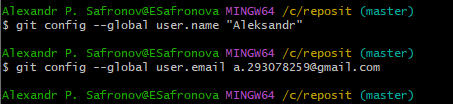 Alexandr P. Safronov@ESafronova MINGW64 /c/reposit (master)
$ git config --global user.name "Aleksandr"
Alexandr P. Safronov@ESafronova MINGW64 /c/reposit (master)
$ git config --global user.email a.293078259@gmail.com
Alexandr P. Safronov@ESafronova MINGW64 /c/reposit (master)